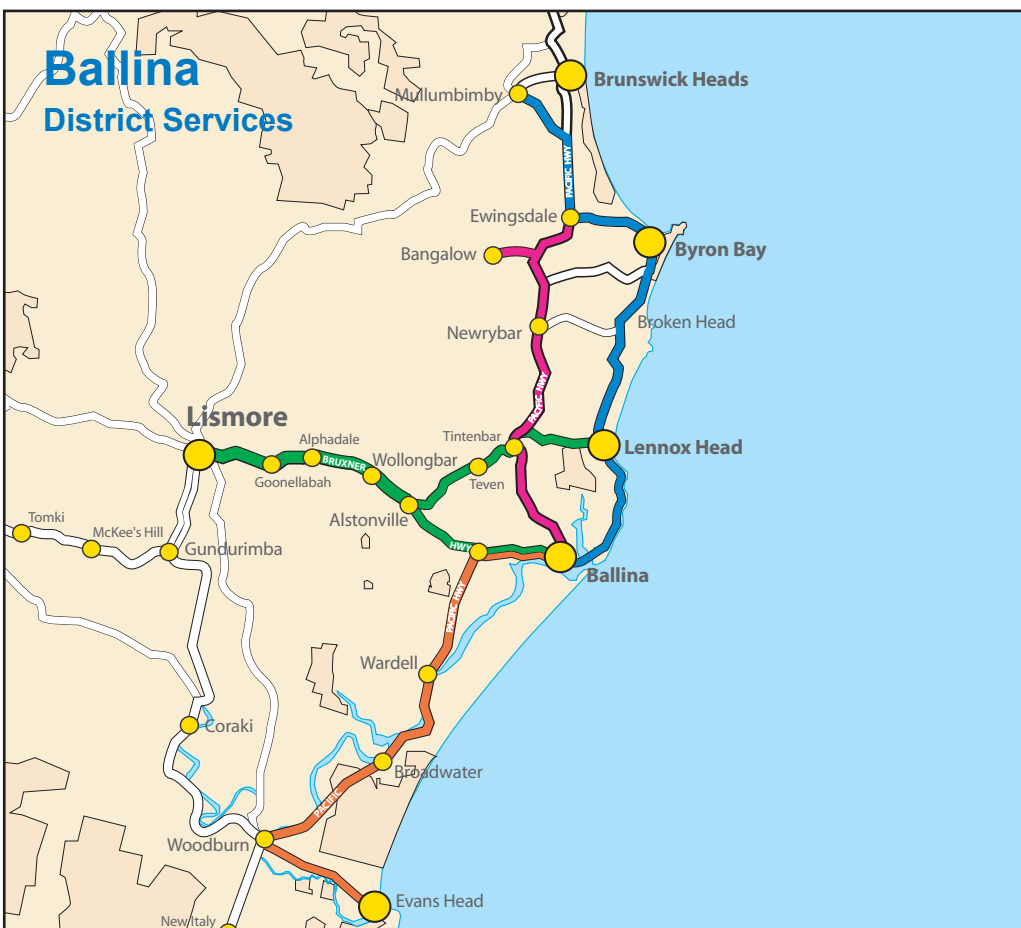 Ballina
District Services
Brunswick Heads
Mullumbimby
PACIFIC HWY
Ewingsdale
Byron Bay
Bangalow
Broken Head
Newrybar
PACIFIC HWY
Lismore
Alphadale
Tintenbar
Lennox Head
BRUXNER
Wollongbar
Goonellabah
Teven
Alstonville
Tomki
McKee's Hill
Gundurimba
HWY
Ballina
PACIFIC HWY
Wardell
Coraki
Broadwater
PACIFIC
Woodburn
Evans Head
New Italy